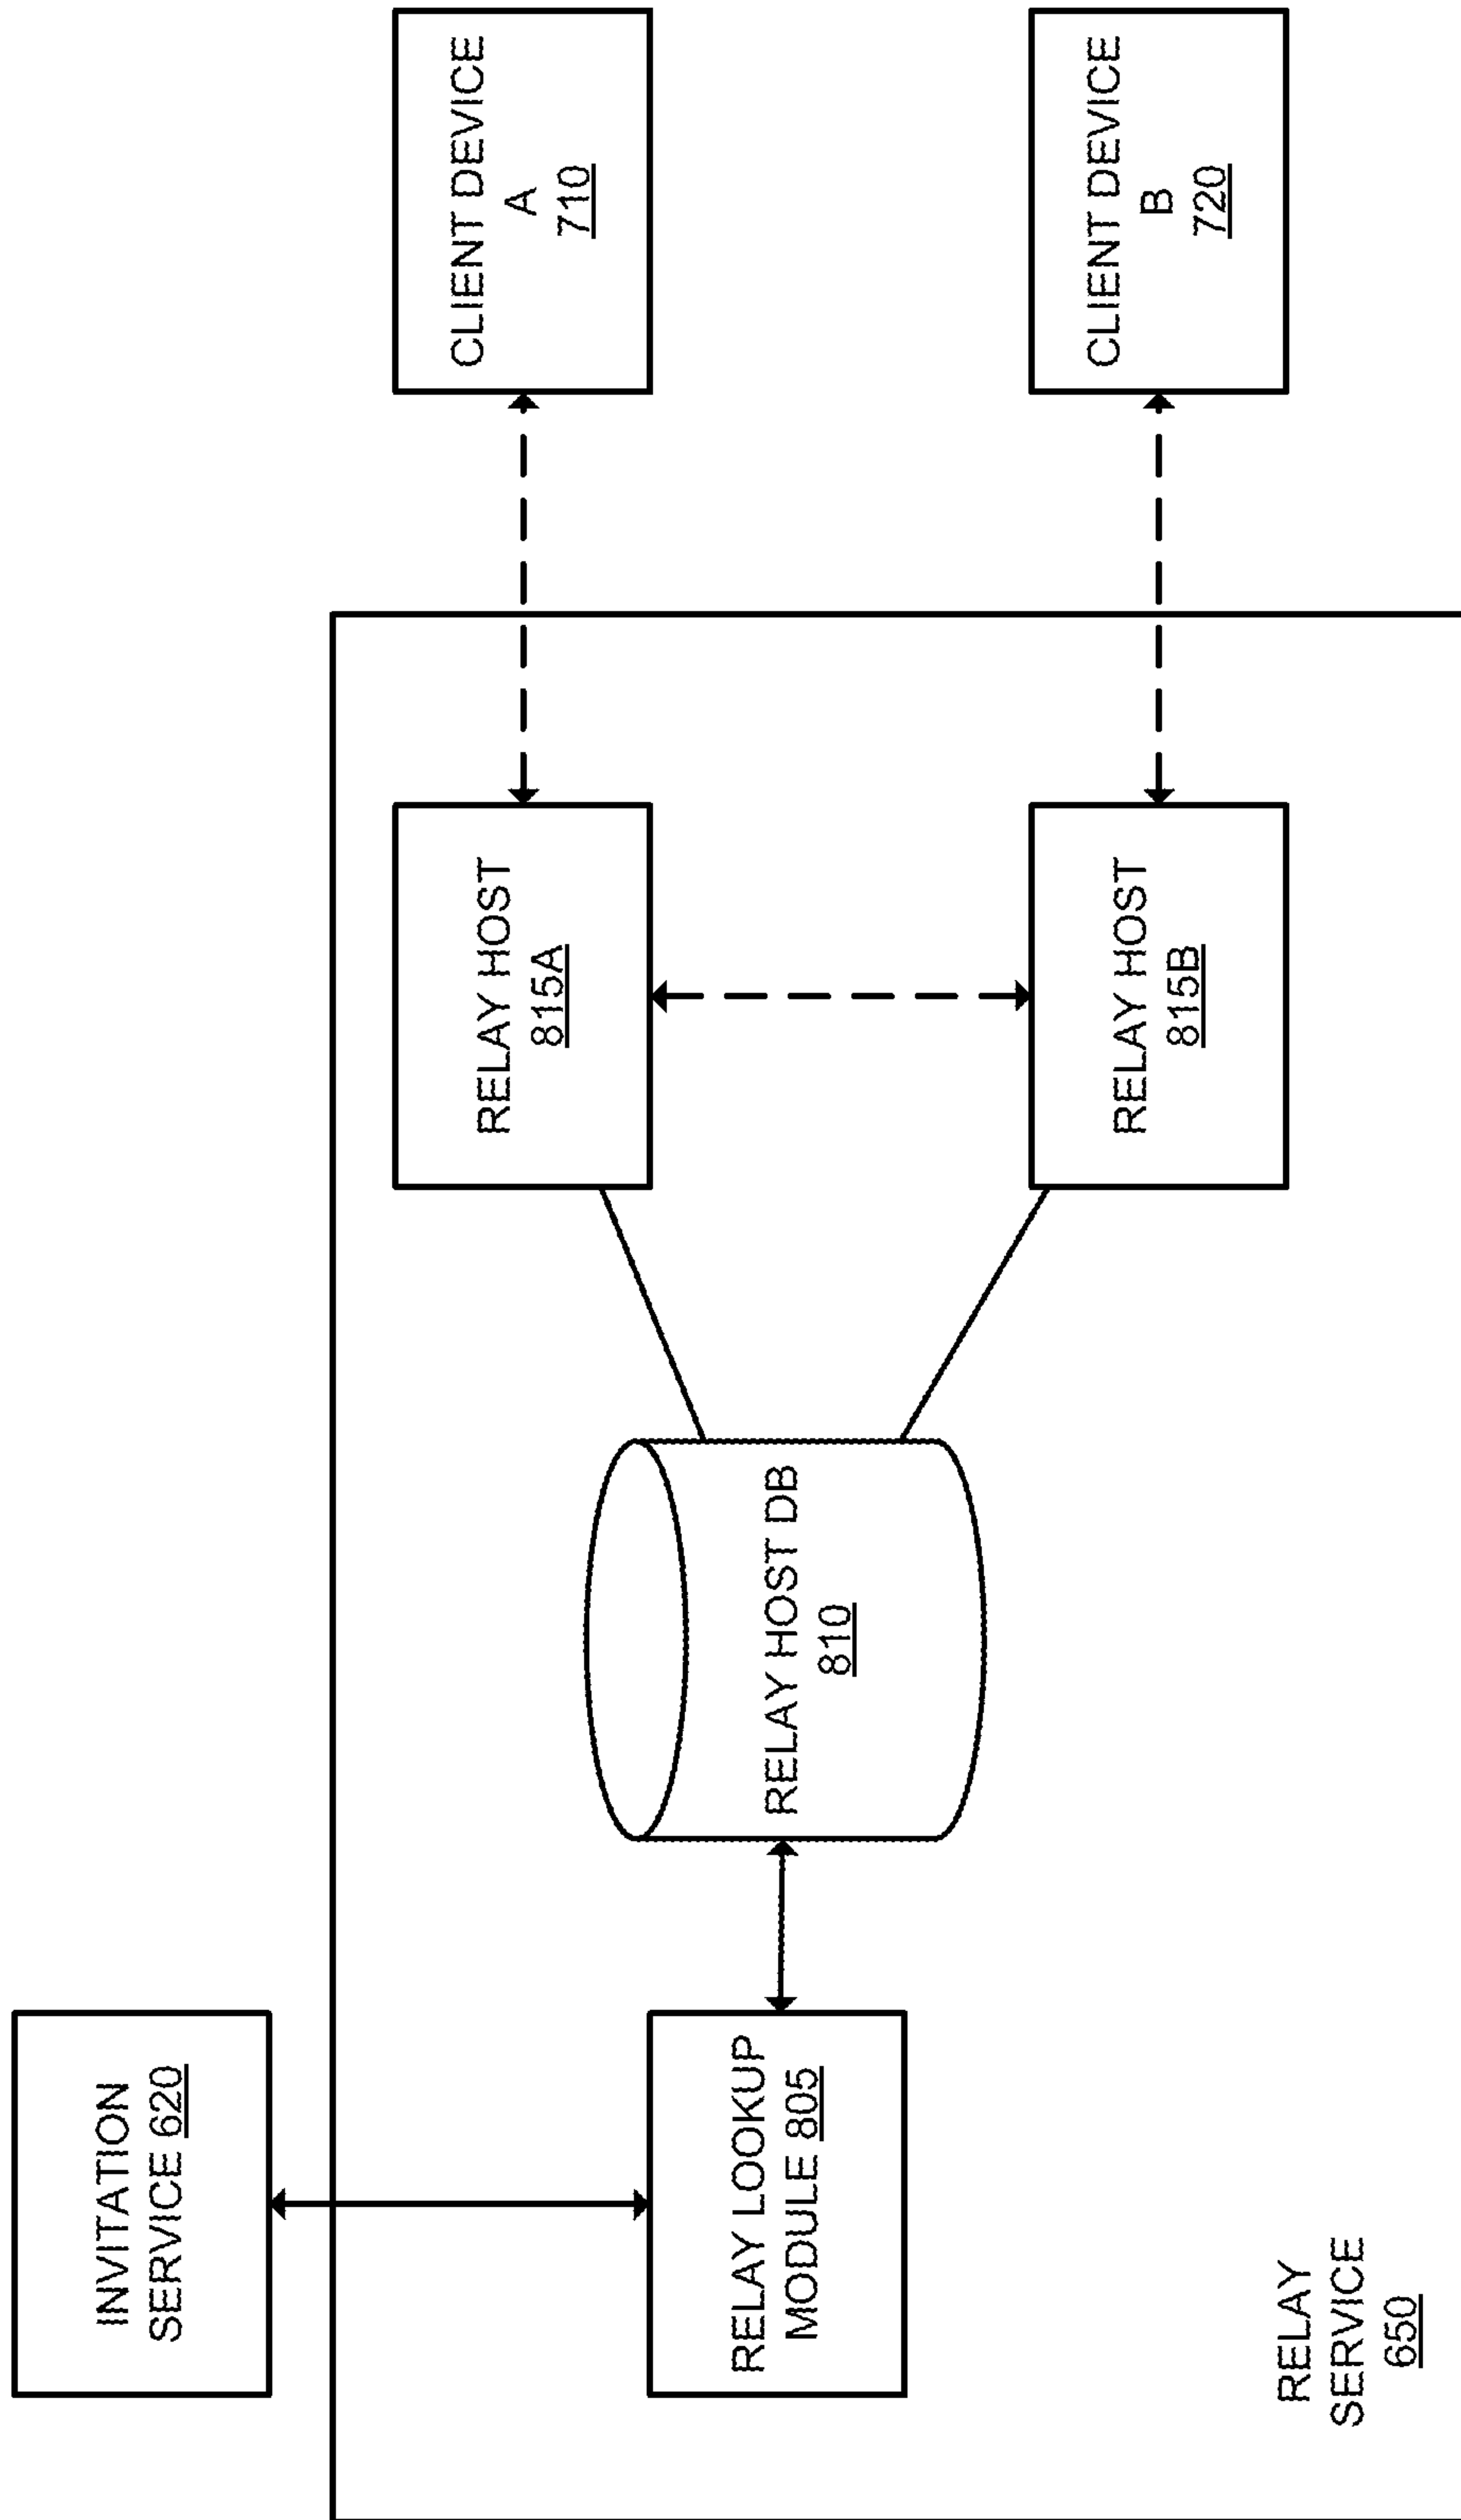 INVITATION
SERVICE 620
RELAY LOOKUP
MODULE 805
RELAY HOST DB
810
RELAY HOST
815A
RELAY HOST
815B
CLIENT DEVICE
A
710
CLIENT DEVICE
B
720
RELAY
SERVICE
650